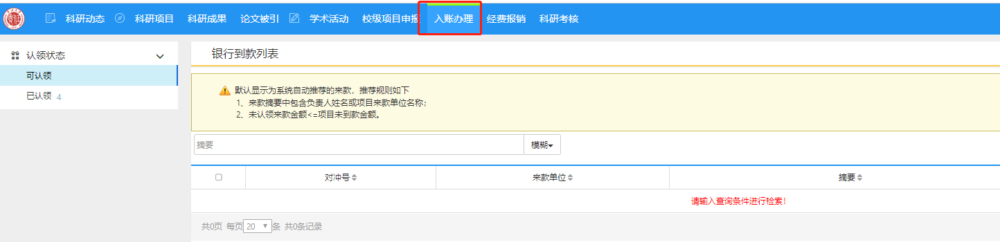 科研动态 科研项目 科研成果 论文被引 学术活动 校级项目申报 入账办理 经费报销 科研考核
认领状态
可认领
已认领 4
银行到款列表
默认显示为系统自动推荐的来款，推荐规则如下
1、来款摘要中包含负责人姓名或项目来款单位名称；
2、未认领来款金额<=项目未到款金额。
摘要 模糊
对冲号 来款单位 摘要
请输入查询条件进行检索！
共0页 每页 20 条 共0条记录